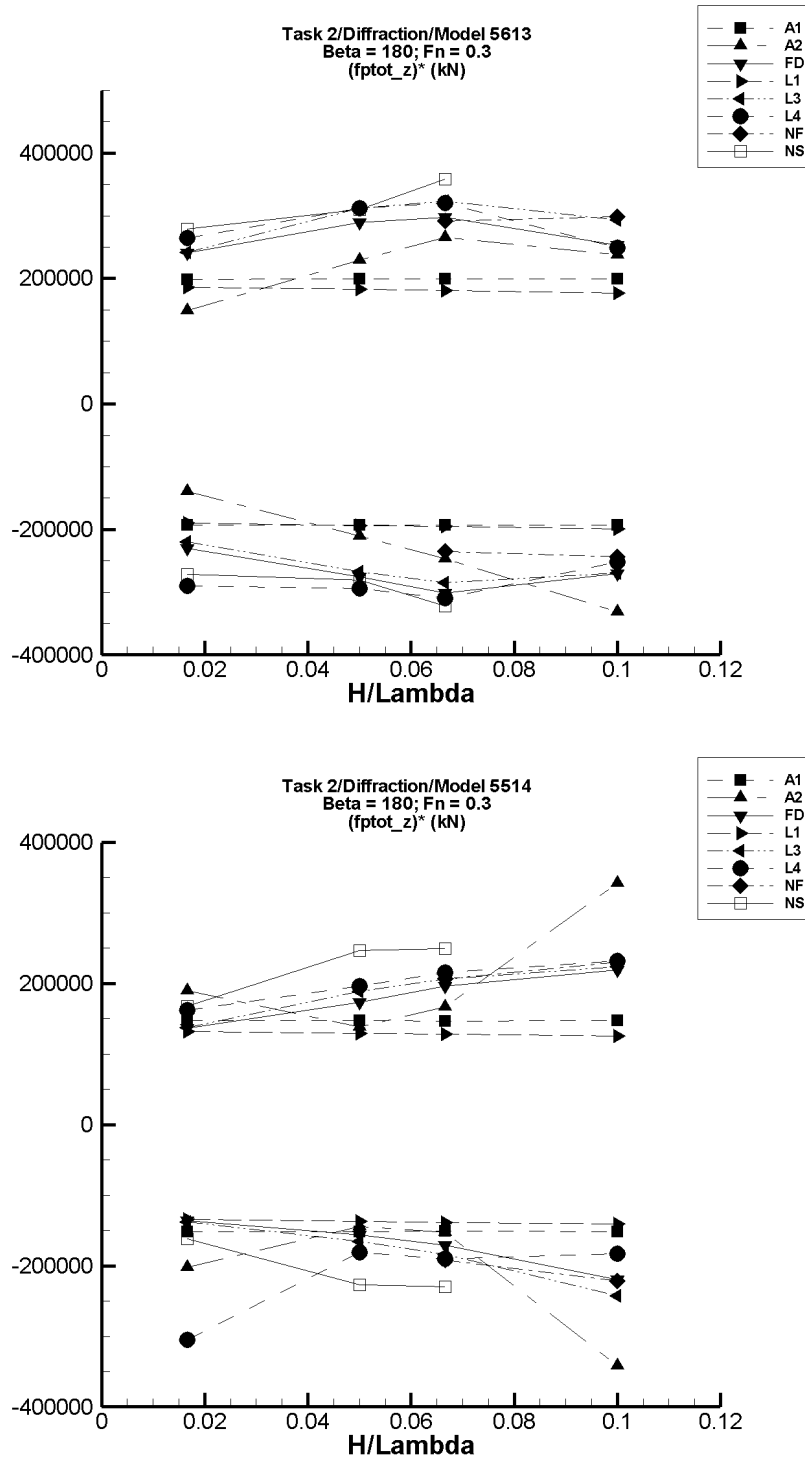 Task 2/Diffraction/Model 5613
Beta = 180; Fn = 0.3
(fptot_z)* (kN)
A1
A2
FD
L1
L3
L4
NF
NS
400000
200000
0
-200000
-400000
0 0.02 0.04 0.06 0.08 0.1 0.12
H/Lambda
Task 2/Diffraction/Model 5514
Beta = 180; Fn = 0.3
(fptot_z)* (kN)
A1
A2
FD
L1
L3
L4
NF
NS
400000
200000
0
-200000
-400000
0 0.02 0.04 0.06 0.08 0.1 0.12
H/Lambda